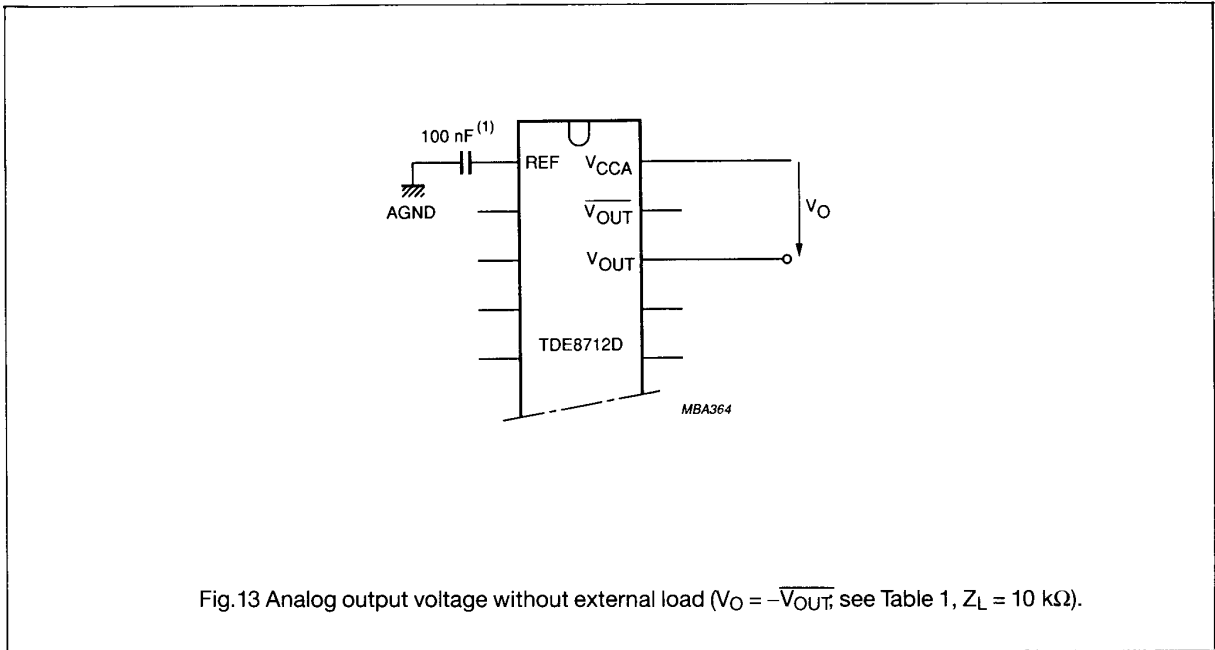 100 nF(1)
REF
VCCA
AGND
VOUT
VO
VOUT
TDE8712D
MBA364
Fig.13 Analog output voltage without external load (VO = –VOUT; see Table 1, ZL = 10 kΩ).